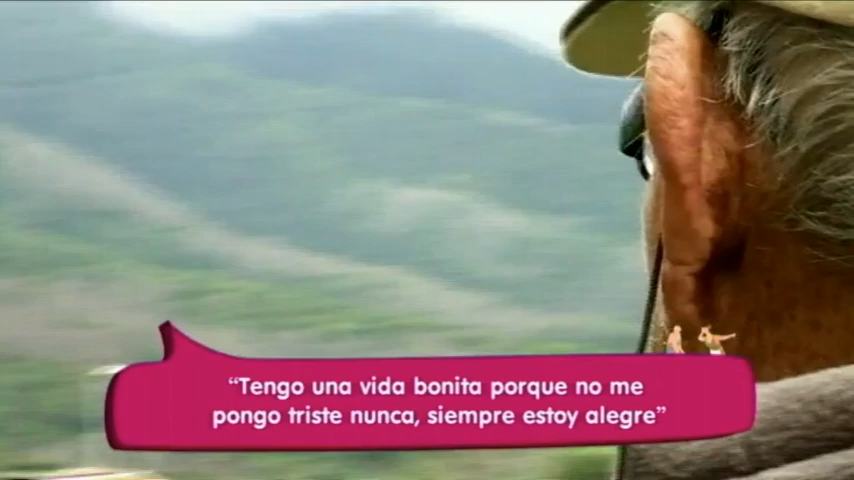 “Tengo una vida bonita porque no me
pongo triste nunca, siempre estoy alegre”